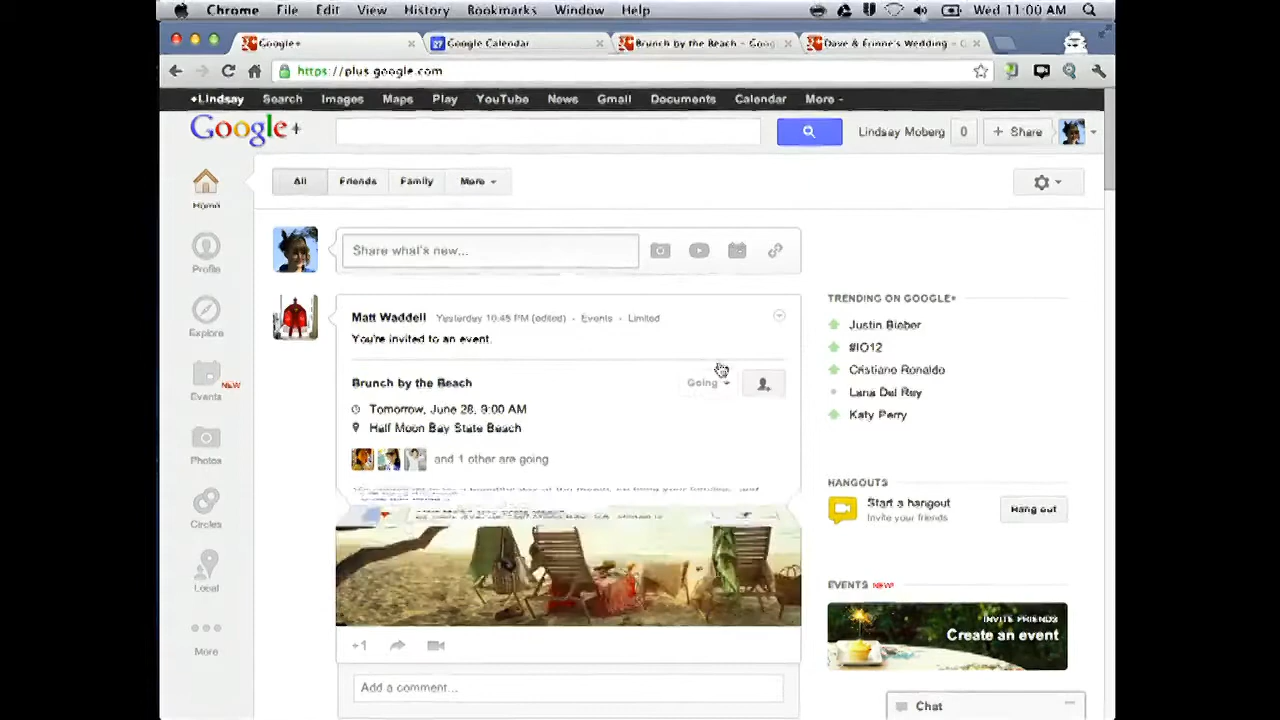 Chrome File Edit View History Bookmarks Window Help Wed 11:00 AM
Google+ Google Calendar Brunch by the Beach - Goog Dave & Erinne's Wedding - G
https://plus.google.com
+Lindsay Search Images Maps Play YouTube News Gmail Documents Calendar More
Google+ Lindsay Moberg 0 + Share
All Friends Family More
Home
Share what's new...
Profile
Matt Waddell Yesterday 10:45 PM (edited) - Events - Limited
You're invited to an event.
TRENDING ON GOOGLE+
Justin Bieber
#IO12
Cristiano Ronaldo
Lana Del Rey
Katy Perry
Explore
Brunch by the Beach Going
Events NEW
Tomorrow, June 28, 9:00 AM
Half Moon Bay State Beach
and 1 other are going
Photos
HANGOUTS
Start a hangout
Invite your friends
Hang out
Circles
Local
EVENTS NEW!
INVITE FRIENDS
Create an event
More
+1
Add a comment...
Chat